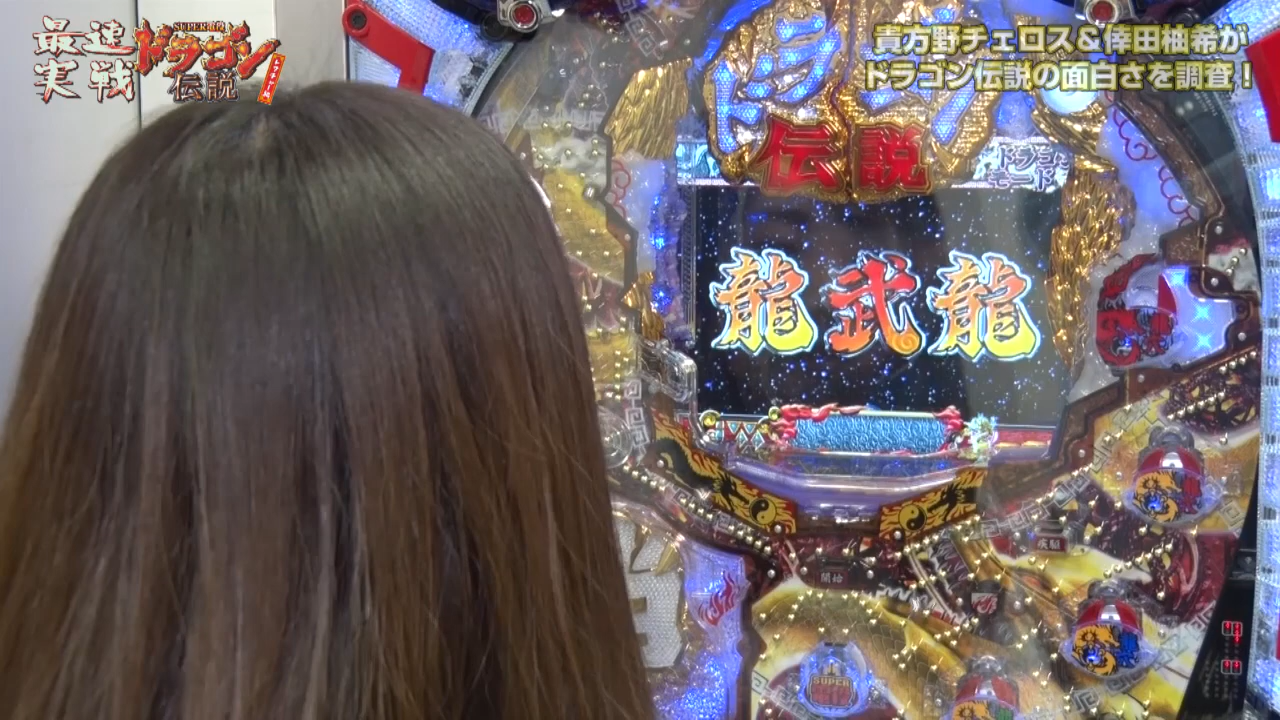 最速
実戦
SUPER電役
ドラゴン
伝説
貴方野チェロス&倖田柚希が
ドラゴン伝説の面白さを調査!
ドラゴン
伝説
ドラゴン
モード
龍武龍
開始
SUPER